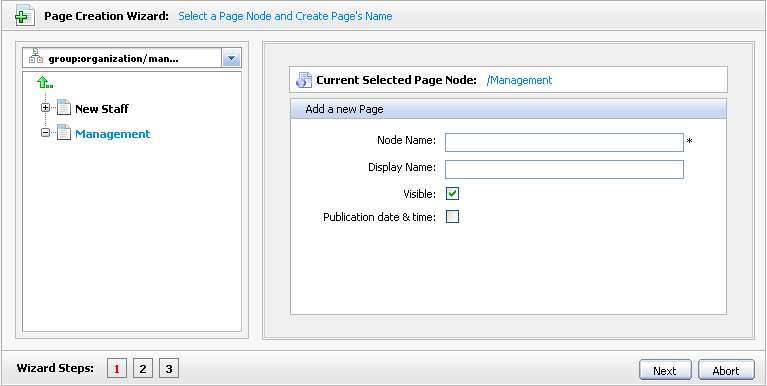 Page Creation Wizard: Select a Page Node and Create Page's Name
group:organization/man...
New Staff
Management
Current Selected Page Node: /Management
Add a new Page
Node Name: *
Display Name:
Visible:
Publication date & time:
Wizard Steps: 1 2 3
Next Abort